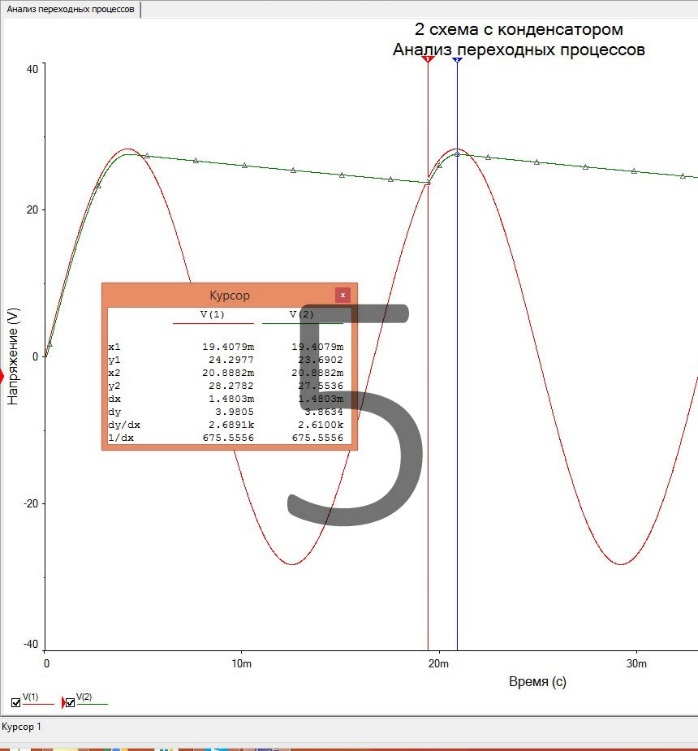 Анализ переходных процессов
2 схема с конденсатором
Анализ переходных процессов
40
20
0
-20
-40
Напряжение (V)
Курсор
x
V(1) V(2)
x1 19.4079m 19.4079m
y1 24.2977 23.6902
x2 20.8882m 20.8882m
y2 28.2782 27.5536
dx 1.4803m 1.4803m
dy 3.9805 3.8634
dy/dx 2.6891k 2.6100k
1/dx 675.5556 675.5556
5
0 10m 20m 30m
Время (с)
V(1) V(2)
Курсор 1